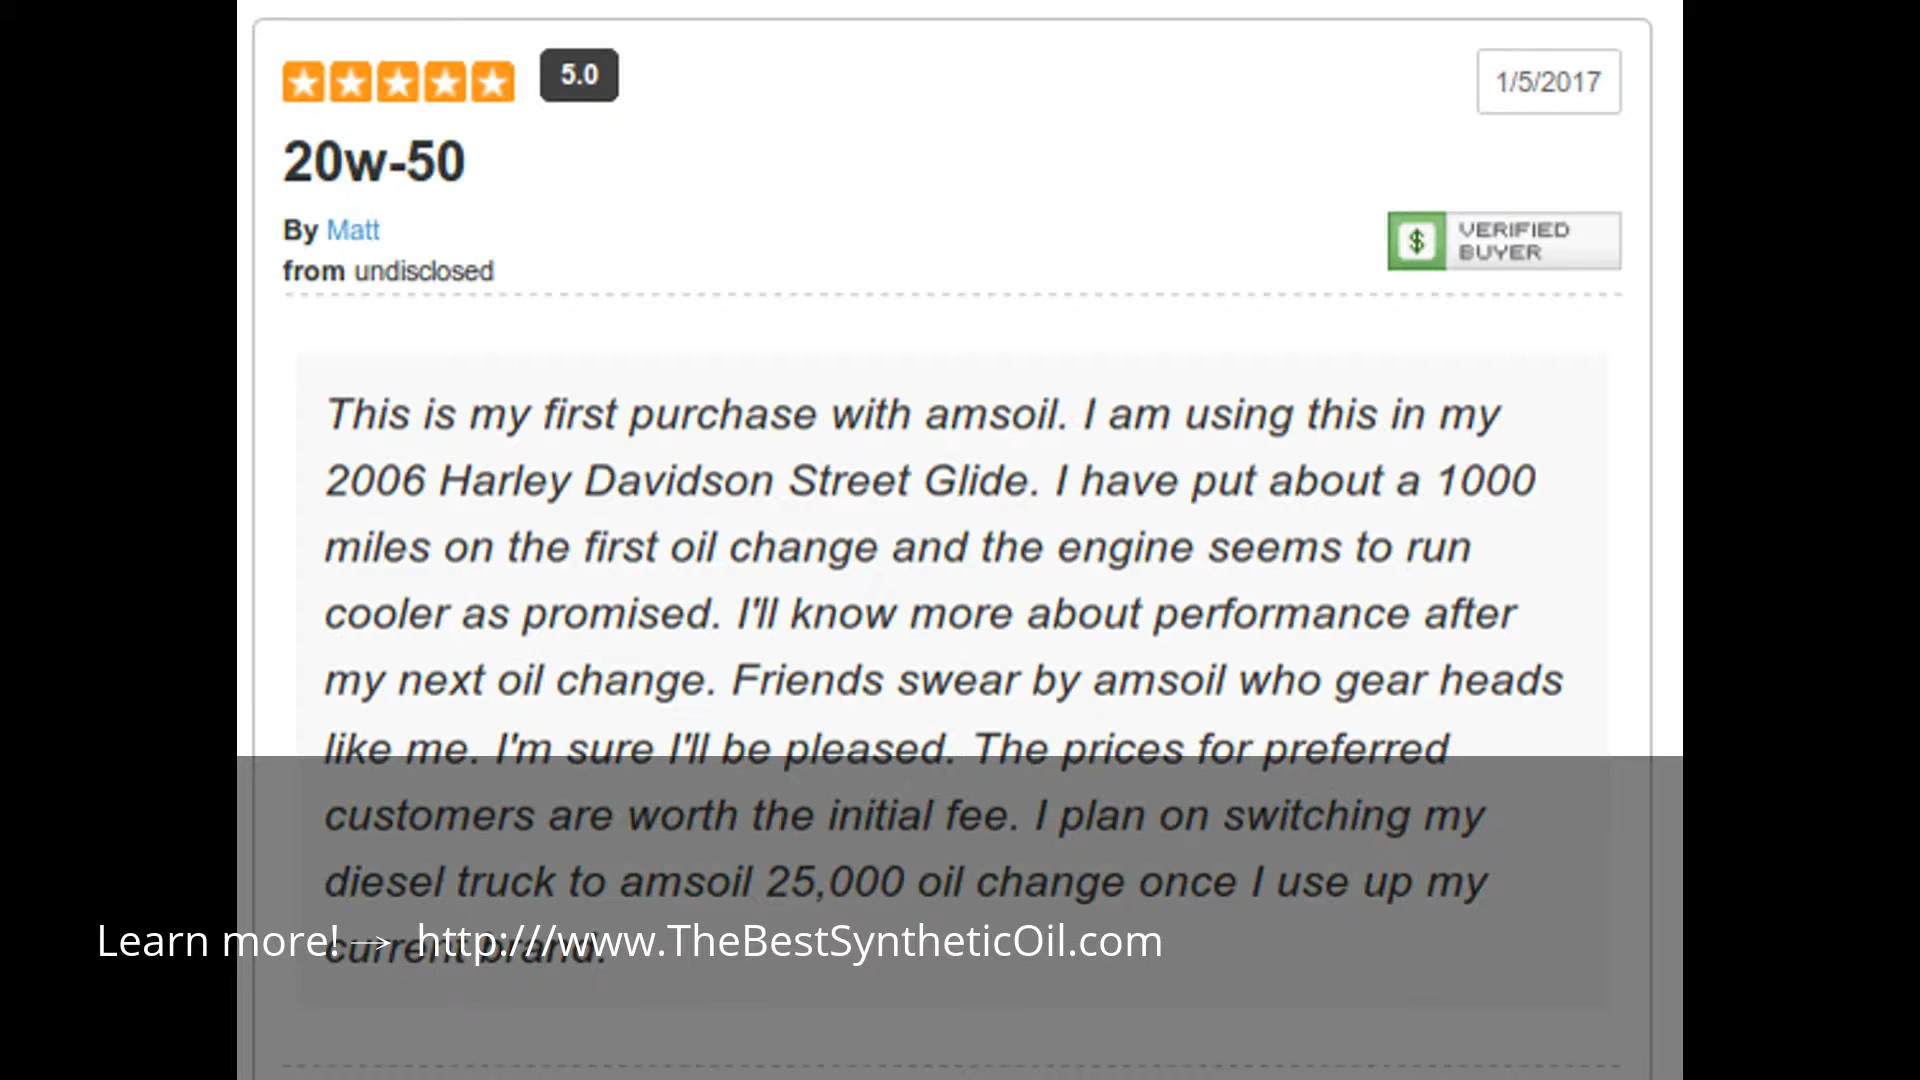 5.0
1/5/2017
20w-50
By Matt
VERIFIED
BUYER
from undisclosed
This is my first purchase with amsoil. I am using this in my
2006 Harley Davidson Street Glide. I have put about a 1000
miles on the first oil change and the engine seems to run
cooler as promised. I'll know more about performance after
my next oil change. Friends swear by amsoil who gear heads
like me. I'm sure I'll be pleased. The prices for preferred
customers are worth the initial fee. I plan on switching my
diesel truck to amsoil 25,000 oil change once I use up my
current brand.
Learn more! → http://www.TheBestSyntheticOil.com